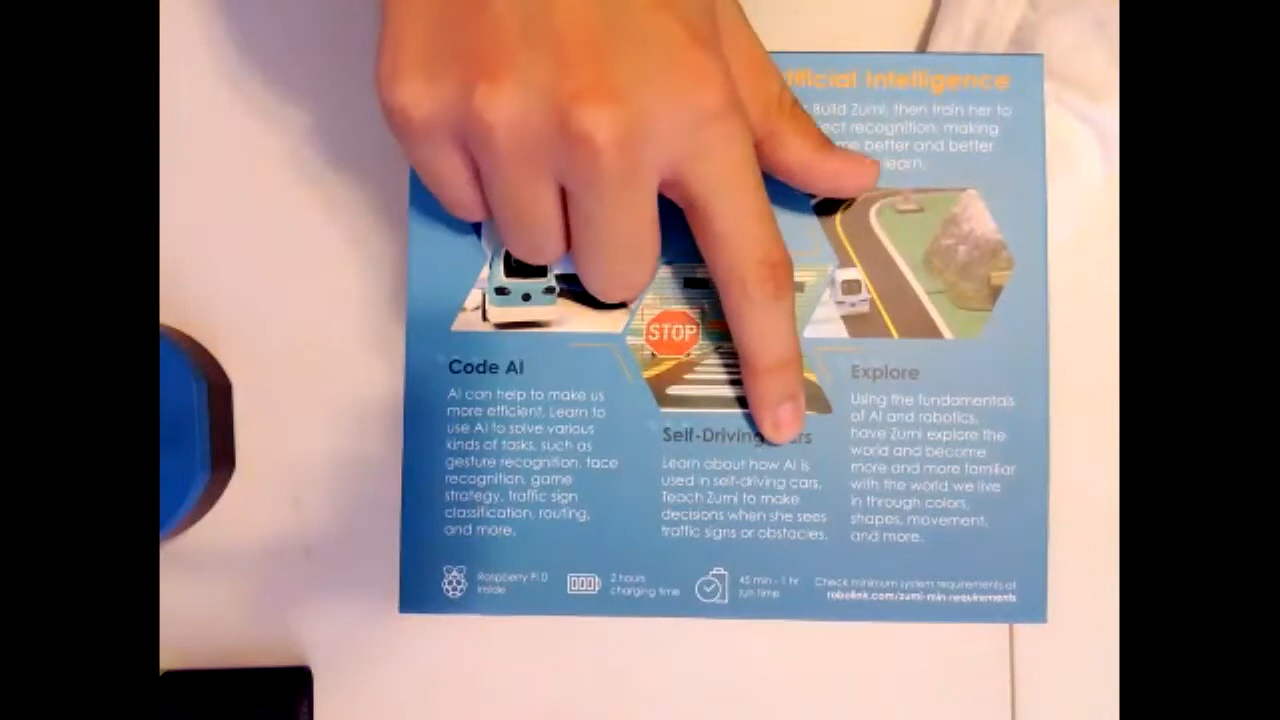 Artificial Intelligence
Build Zumi, then train her to
recognition, making
me better and better
learn.
STOP
Code AI
AI can help to make us
more efficient. Learn to
use AI to solve various
kinds of tasks, such as
gesture recognition, face
recognition, game
strategy, traffic sign
classification, routing,
and more.
Self-Driving
Learn about how AI is
used in self-driving cars.
Teach Zumi to make
decisions when she sees
traffic signs or obstacles.
Explore
Using the fundamentals
of AI and robotics,
have Zumi explore the
world and become
more and more familiar
with the world we live
in through colors,
shapes, movement,
and more.
Raspberry Pi 0
inside
2 hours
charging time
45 min - 1 hr
run time
Check minimum system requirements at
robolink.com/zumi-min-requirements